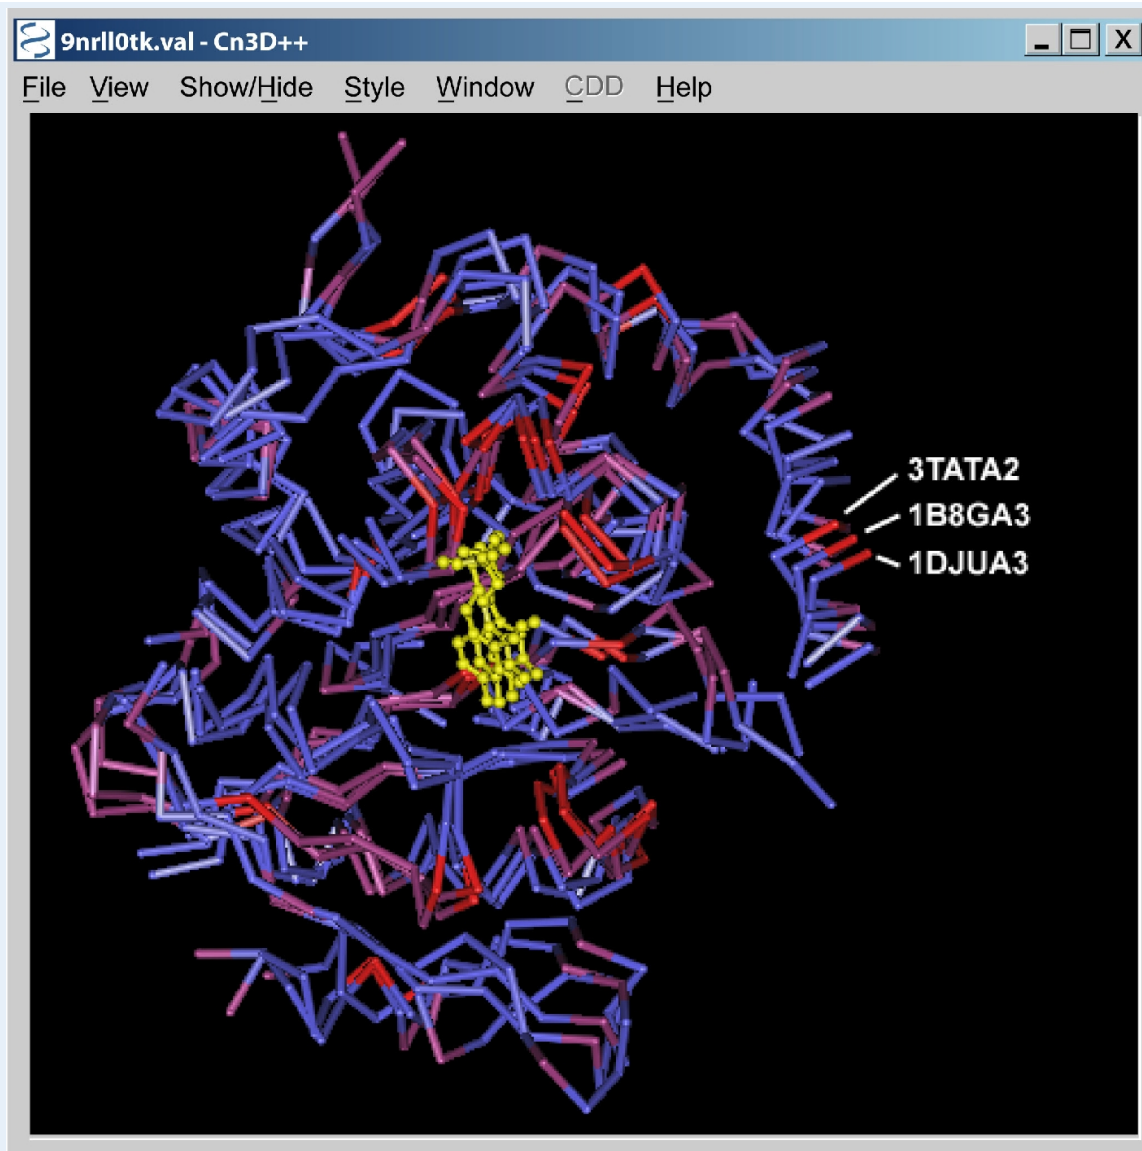 9nrll0tk.val - Cn3D++
File View Show/Hide Style Window CDD Help
3TATA2
1B8GA3
1DJUA3